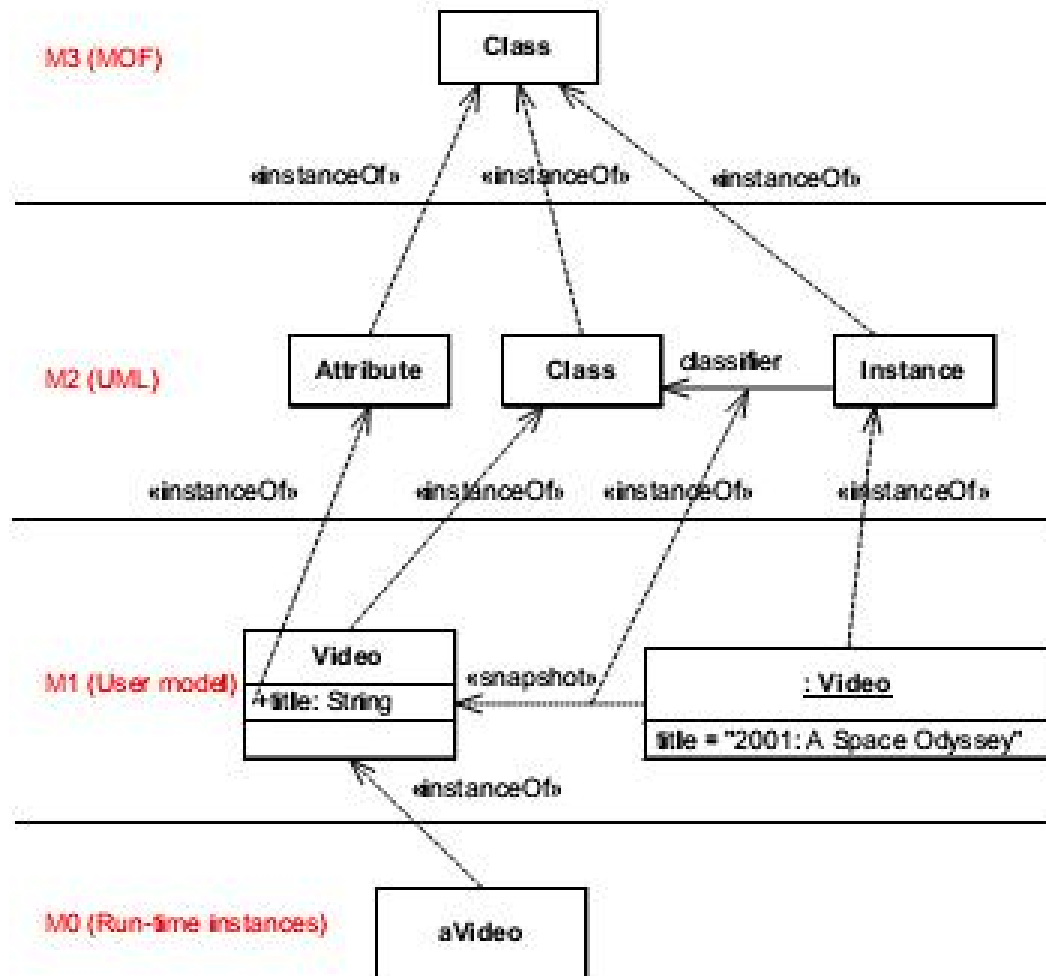 Class
M3 (MOF)
«instanceOf» «instanceOf» «instanceOf»
Attribute
Class
classifier
Instance
M2 (UML)
«instanceOf» «instanceOf» «instanceOf» «instanceOf»
Video
+title: String
«snapshot»
: Video
title = "2001: A Space Odyssey"
M1 (User model)
«instanceOf»
M0 (Run-time instances)
aVideo